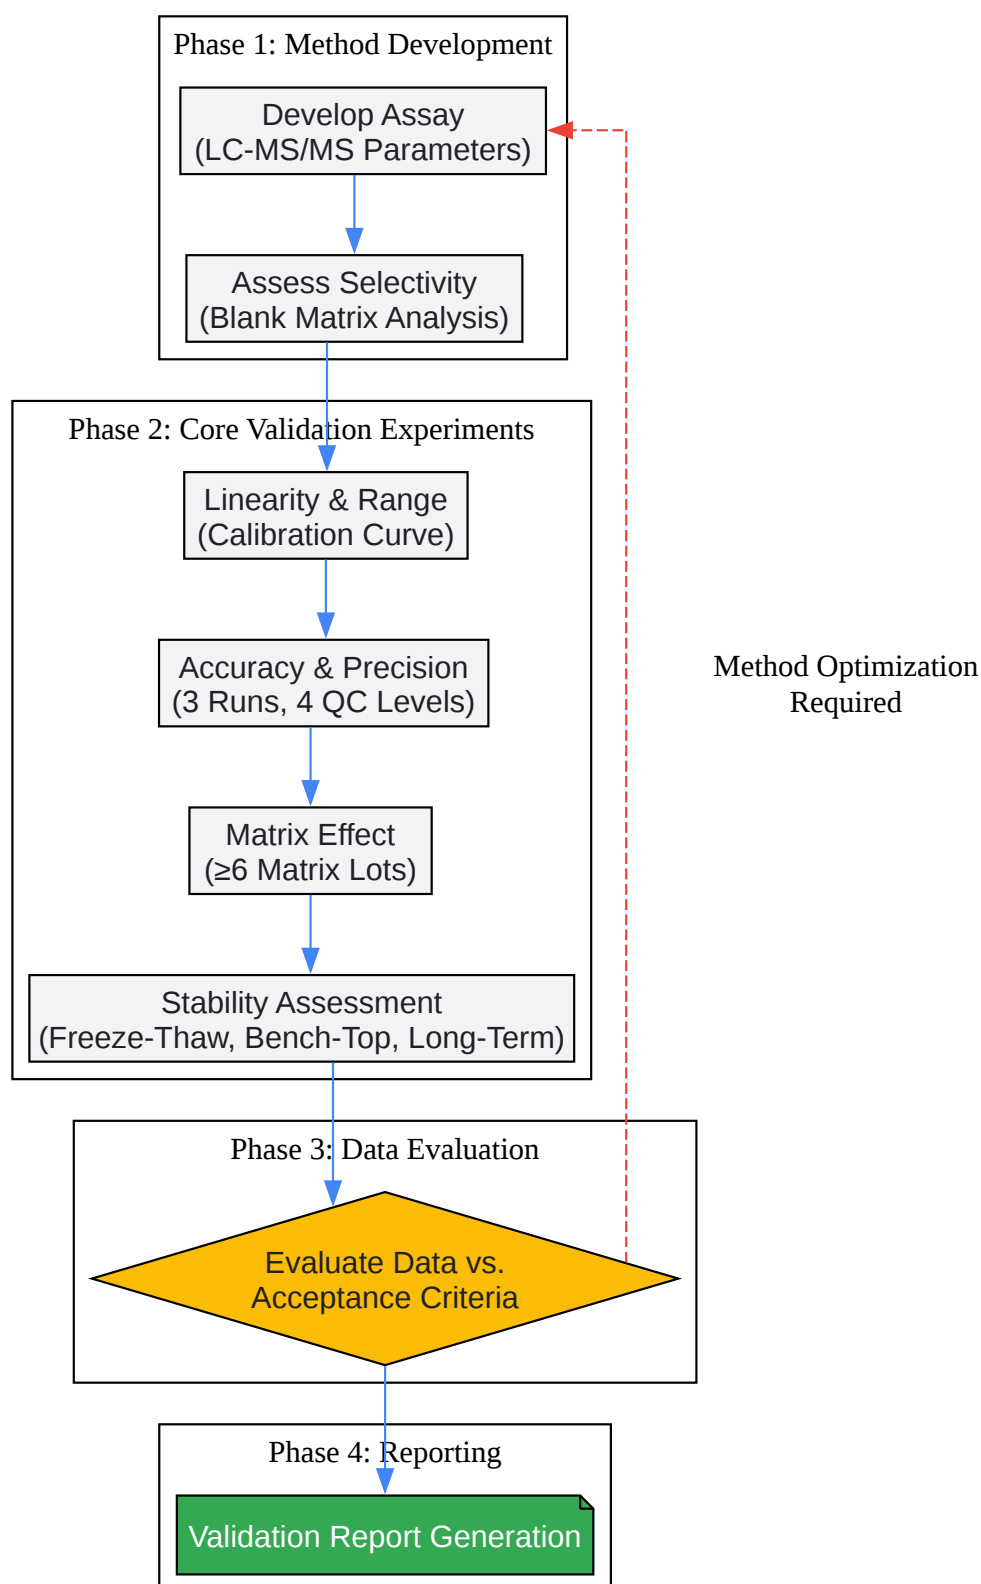 Phase 1: Method Development
Develop Assay
(LC-MS/MS Parameters)
Assess Selectivity
(Blank Matrix Analysis)
Phase 2: Core Validation Experiments
Linearity & Range
(Calibration Curve)
Accuracy & Precision
(3 Runs, 4 QC Levels)
Method Optimization
Required
Matrix Effect
(≥6 Matrix Lots)
Stability Assessment
(Freeze-Thaw, Bench-Top, Long-Term)
Phase 3: Data Evaluation
Evaluate Data vs.
Acceptance Criteria
Phase 4: Reporting
Validation Report Generation